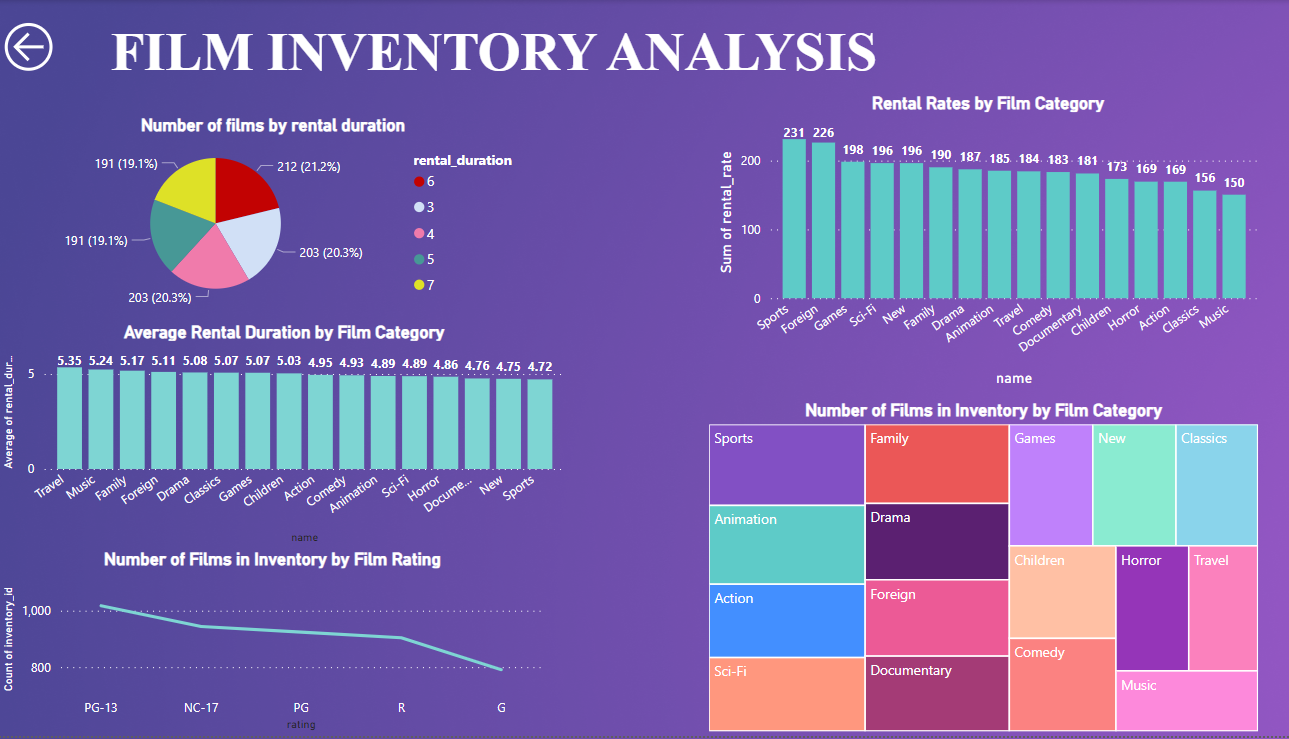 FILM INVENTORY ANALYSIS
Number of films by rental duration
191 (19.1%)
212 (21.2%)
191 (19.1%)
203 (20.3%)
203 (20.3%)
rental_duration
6
3
4
5
7
Rental Rates by Film Category
Sum of rental_rate
200
100
0
231 226 198 196 196 190 187 185 184 183 181 173 169 169 156 150
Sports Foreign Games Sci-Fi New Family Drama Animation Travel Comedy Documentary Children Horror Action Classics Music
name
Average Rental Duration by Film Category
Average of rental_dur...
5
0
5.35 5.24 5.17 5.11 5.08 5.07 5.07 5.03 4.95 4.93 4.89 4.89 4.86 4.76 4.75 4.72
Travel Music Family Foreign Drama Classics Games Children Action Comedy Animation Sci-Fi Horror Docume... New Sports
name
Number of Films in Inventory by Film Rating
Count of inventory_id
1,000
800
PG-13 NC-17 PG R G
rating
Number of Films in Inventory by Film Category
Sports
Animation
Action
Sci-Fi
Family
Drama
Foreign
Documentary
Games
New
Classics
Children
Comedy
Horror
Travel
Music